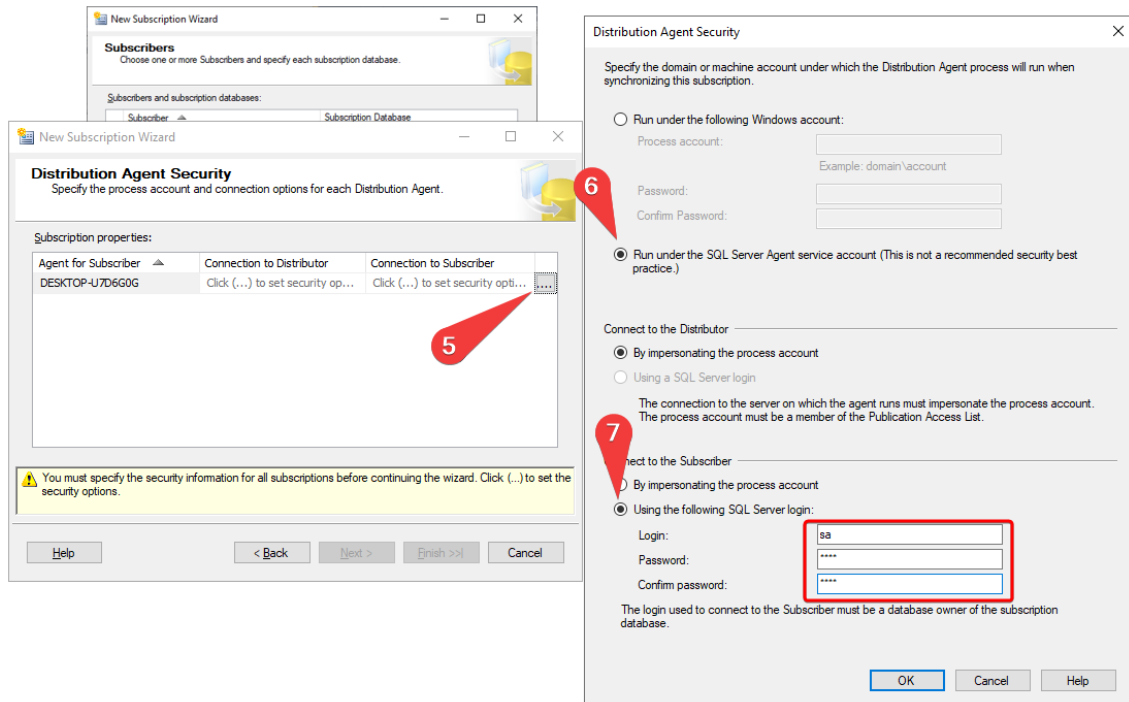 New Subscription Wizard
Subscribers
Choose one or more Subscribers and specify each subscription database.
Subscribers and subscription databases:
Subscriber
Subscription Database
New Subscription Wizard
Distribution Agent Security
Specify the process account and connection options for each Distribution Agent.
Subscription properties:
Agent for Subscriber
Connection to Distributor
Connection to Subscriber
DESKTOP-U7D6G0G
Click (...) to set security op...
Click (...) to set security opti...
....
5
You must specify the security information for all subscriptions before continuing the wizard. Click (...) to set the
security options.
Help
< Back
Next >
Finish >>|
Cancel
Distribution Agent Security
Specify the domain or machine account under which the Distribution Agent process will run when
synchronizing this subscription.
Run under the following Windows account:
Process account:
Example: domain\account
Password:
Confirm Password:
6
Run under the SQL Server Agent service account (This is not a recommended security best
practice.)
Connect to the Distributor
By impersonating the process account
Using a SQL Server login
The connection to the server on which the agent runs must impersonate the process account.
The process account must be a member of the Publication Access List.
7
nect to the Subscriber
By impersonating the process account
Using the following SQL Server login:
Login:
sa
Password:
****
Confirm password:
****
The login used to connect to the Subscriber must be a database owner of the subscription
database.
OK
Cancel
Help